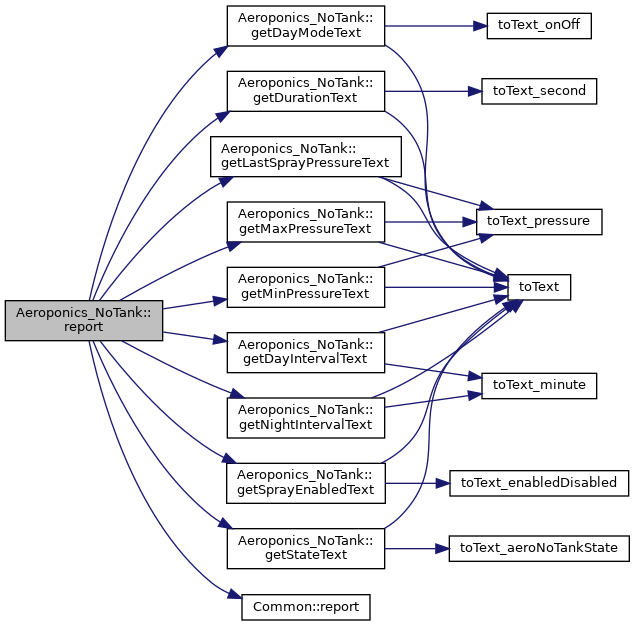 Aeroponics_NoTank::
report
Aeroponics_NoTank::
getDayModeText
Aeroponics_NoTank::
getDurationText
Aeroponics_NoTank::
getLastSprayPressureText
Aeroponics_NoTank::
getMaxPressureText
Aeroponics_NoTank::
getMinPressureText
Aeroponics_NoTank::
getDayIntervalText
Aeroponics_NoTank::
getNightIntervalText
Aeroponics_NoTank::
getSprayEnabledText
Aeroponics_NoTank::
getStateText
Common::report
toText_onOff
toText_second
toText_pressure
toText
toText_minute
toText_enabledDisabled
toText_aeroNoTankState